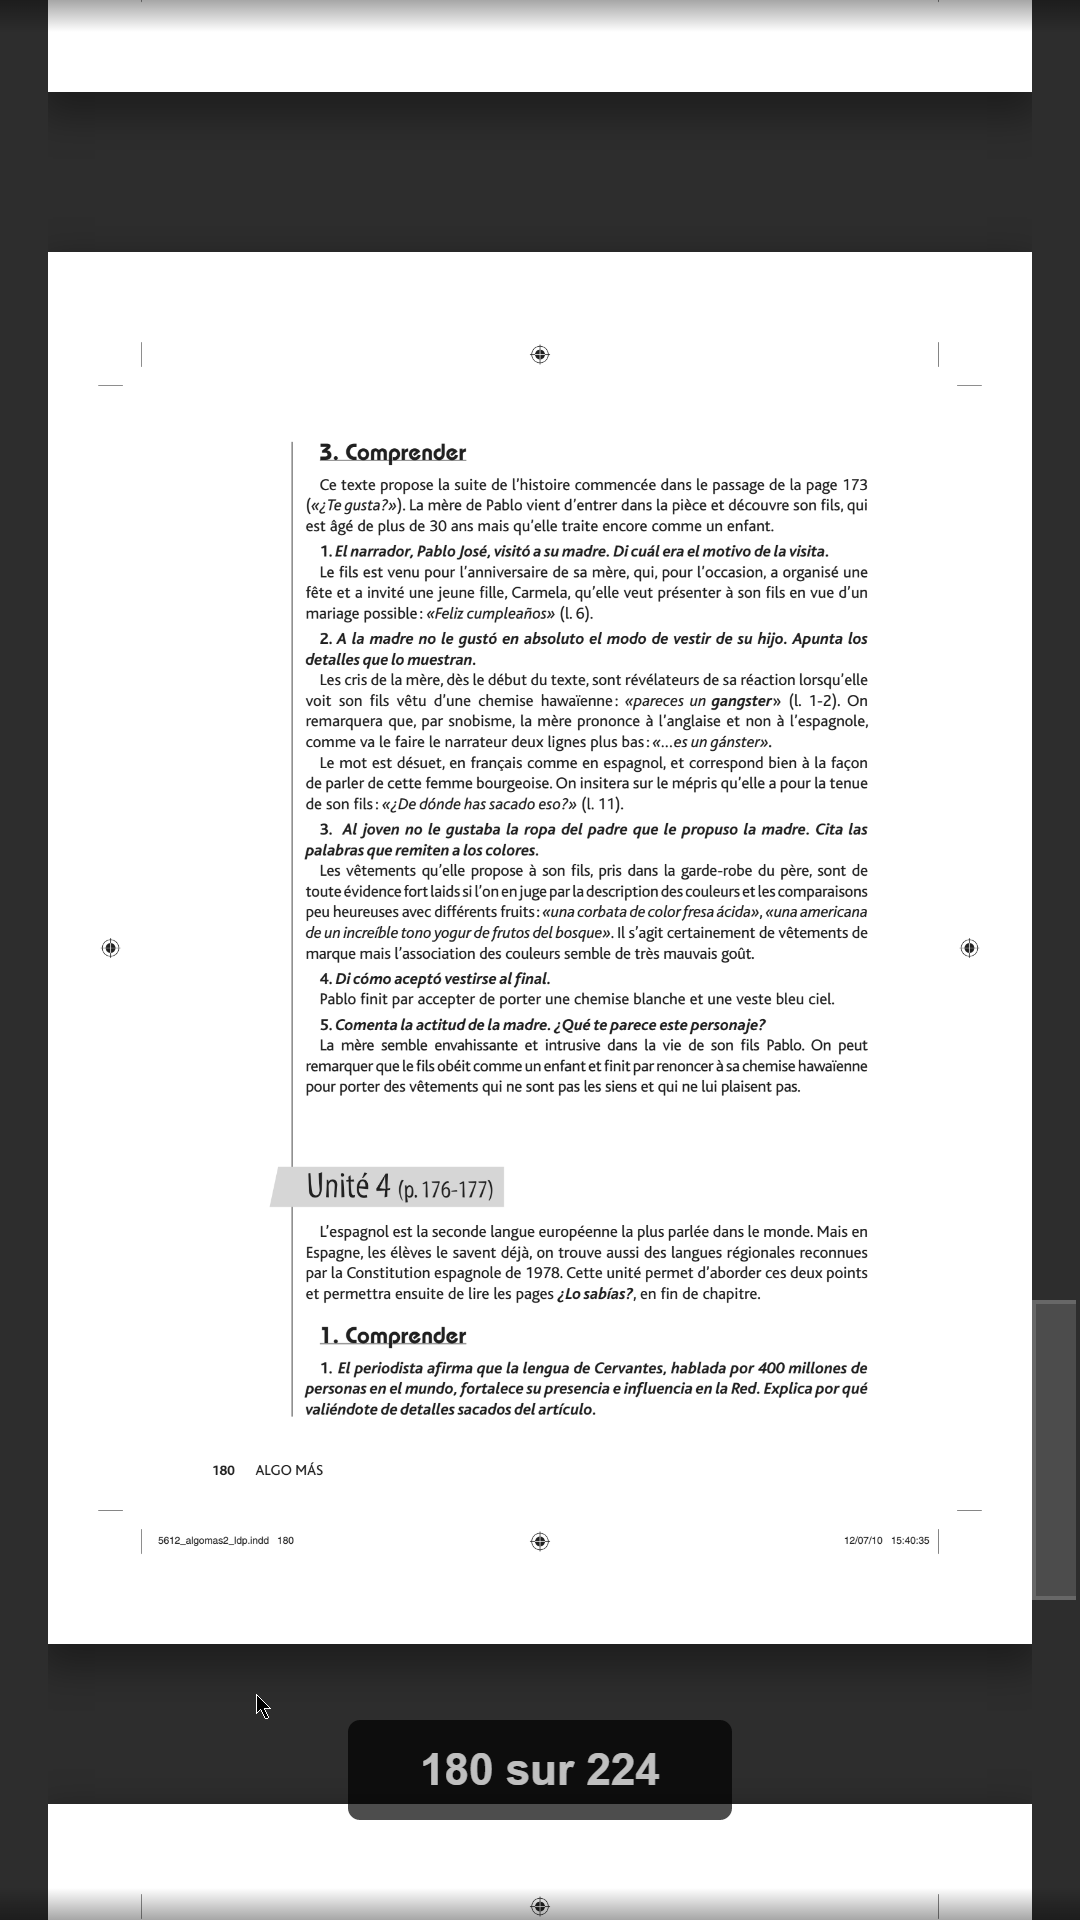 3. Comprender
Ce texte propose la suite de l'histoire commencée dans le passage de la page 173
(«¿Te gusta?»). La mère de Pablo vient d'entrer dans la pièce et découvre son fils, qui
est âgé de plus de 30 ans mais qu'elle traite encore comme un enfant.
1. El narrador, Pablo José, visitó a su madre. Di cuál era el motivo de la visita.
Le fils est venu pour l'anniversaire de sa mère, qui, pour l'occasion, a organisé une
fête et a invité une jeune fille, Carmela, qu'elle veut présenter à son fils en vue d'un
mariage possible : «Feliz cumpleaños» (l. 6).
2. A la madre no le gustó en absoluto el modo de vestir de su hijo. Apunta los
detalles que lo muestran.
Les cris de la mère, dès le début du texte, sont révélateurs de sa réaction lorsqu'elle
voit son fils vêtu d'une chemise hawaïenne : «pareces un gangster» (l. 1-2). On
remarquera que, par snobisme, la mère prononce à l'anglaise et non à l'espagnole,
comme va le faire le narrateur deux lignes plus bas : «...es un gánster».
Le mot est désuet, en français comme en espagnol, et correspond bien à la façon
de parler de cette femme bourgeoise. On insitera sur le mépris qu'elle a pour la tenue
de son fils : «¿De dónde has sacado eso?» (l. 11).
3. Al joven no le gustaba la ropa del padre que le propuso la madre. Cita las
palabras que remiten a los colores.
Les vêtements qu'elle propose à son fils, pris dans la garde-robe du père, sont de
toute évidence fort laids si l'on en juge par la description des couleurs et les comparaisons
peu heureuses avec différents fruits : «una corbata de color fresa ácida», «una americana
de un increíble tono yogur de frutos del bosque». Il s'agit certainement de vêtements de
marque mais l'association des couleurs semble de très mauvais goût.
4. Di cómo aceptó vestirse al final.
Pablo finit par accepter de porter une chemise blanche et une veste bleu ciel.
5. Comenta la actitud de la madre. ¿Qué te parece este personaje?
La mère semble envahissante et intrusive dans la vie de son fils Pablo. On peut
remarquer que le fils obéit comme un enfant et finit par renoncer à sa chemise hawaïenne
pour porter des vêtements qui ne sont pas les siens et qui ne lui plaisent pas.
Unité 4 (p. 176-177)
L'espagnol est la seconde langue européenne la plus parlée dans le monde. Mais en
Espagne, les élèves le savent déjà, on trouve aussi des langues régionales reconnues
par la Constitution espagnole de 1978. Cette unité permet d'aborder ces deux points
et permettra ensuite de lire les pages ¿Lo sabías?, en fin de chapitre.
1. Comprender
1. El periodista afirma que la lengua de Cervantes, hablada por 400 millones de
personas en el mundo, fortalece su presencia e influencia en la Red. Explica por qué
valiéndote de detalles sacados del artículo.
180 ALGO MÁS
5612_algomas2_ldp.indd 180 12/07/10 15:40:35
180 sur 224